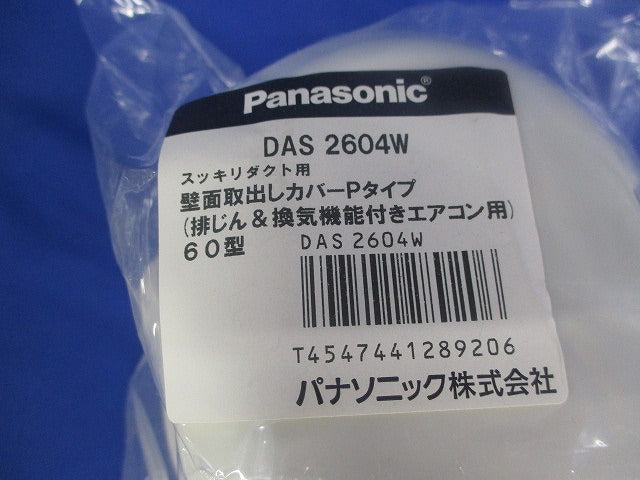 Panasonic®
DAS 2604W
スッキリダクト用
壁面取出しカバーPタイプ
(排じん&換気機能付きエアコン用)
60型
DAS 2604W
T4547441289206
パナソニック株式会社